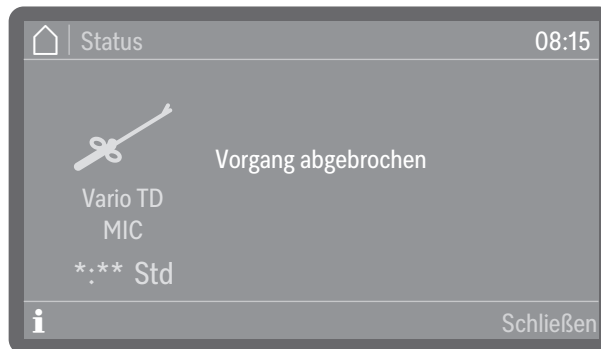 Status 08:15
Vorgang abgebrochen
Vario TD
MIC
*:** Std
i Schließen